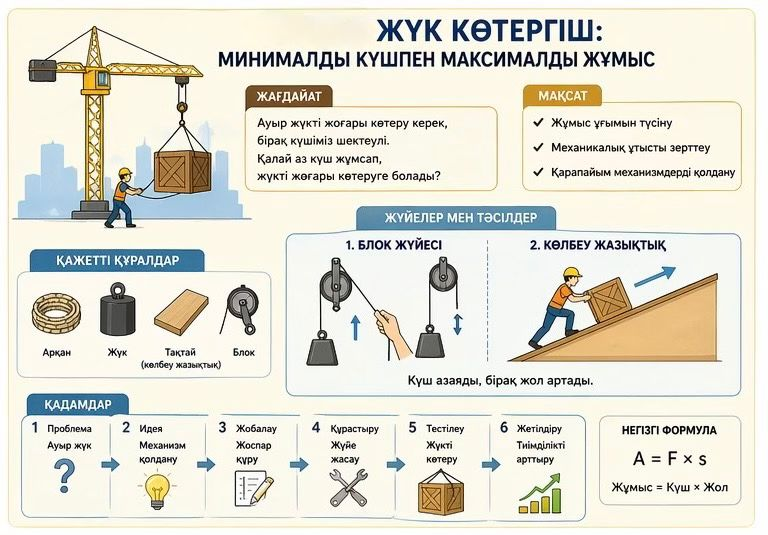 ЖҮК КӨТЕРГІШ:
МИНИМАЛДЫ КҮШПЕН МАКСИМАЛДЫ ЖҰМЫС
ЖАҒДАЙАТ
Ауыр жүкті жоғары көтеру керек,
бірақ күшіміз шектеулі.
Қалай аз күш жұмсап,
жүкті жоғары көтеруге болады?
МАҚСАТ
✓ Жұмыс ұғымын түсіну
✓ Механикалық ұтысты зерттеу
✓ Қарапайым механизмдерді қолдану
ЖҮЙЕЛЕР МЕН ТӘСІЛДЕР
1. БЛОК ЖҮЙЕСІ
2. КӨЛБЕУ ЖАЗЫҚТЫҚ
Күш азаяды, бірақ жол артады.
ҚАЖЕТТІ ҚҰРАЛДАР
Арқан
Жүк
Тақтай
(көлбеу жазықтық)
Блок
ҚАДАМДАР
1 Проблема
Ауыр жүк
2 Идея
Механизм
қолдану
3 Жобалау
Жоспар
құру
4 Құрастыру
Жүйе
жасау
5 Тестілеу
Жүкті
көтеру
6 Жетілдіру
Тиімділікті
арттыру
НЕГІЗГІ ФОРМУЛА
A = F × s
Жұмыс = Күш × Жол